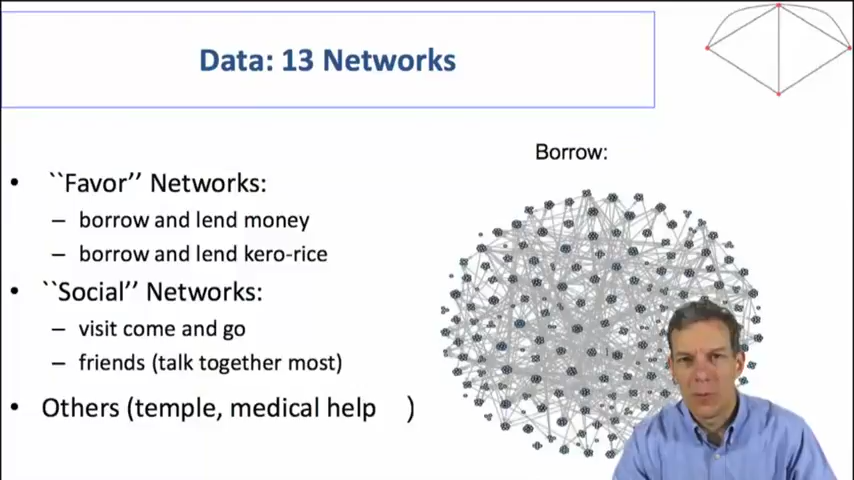 Data: 13 Networks
Borrow:
• ``Favor’’ Networks:
– borrow and lend money
– borrow and lend kero-rice
• ``Social’’ Networks:
– visit come and go
– friends (talk together most)
• Others (temple, medical help )